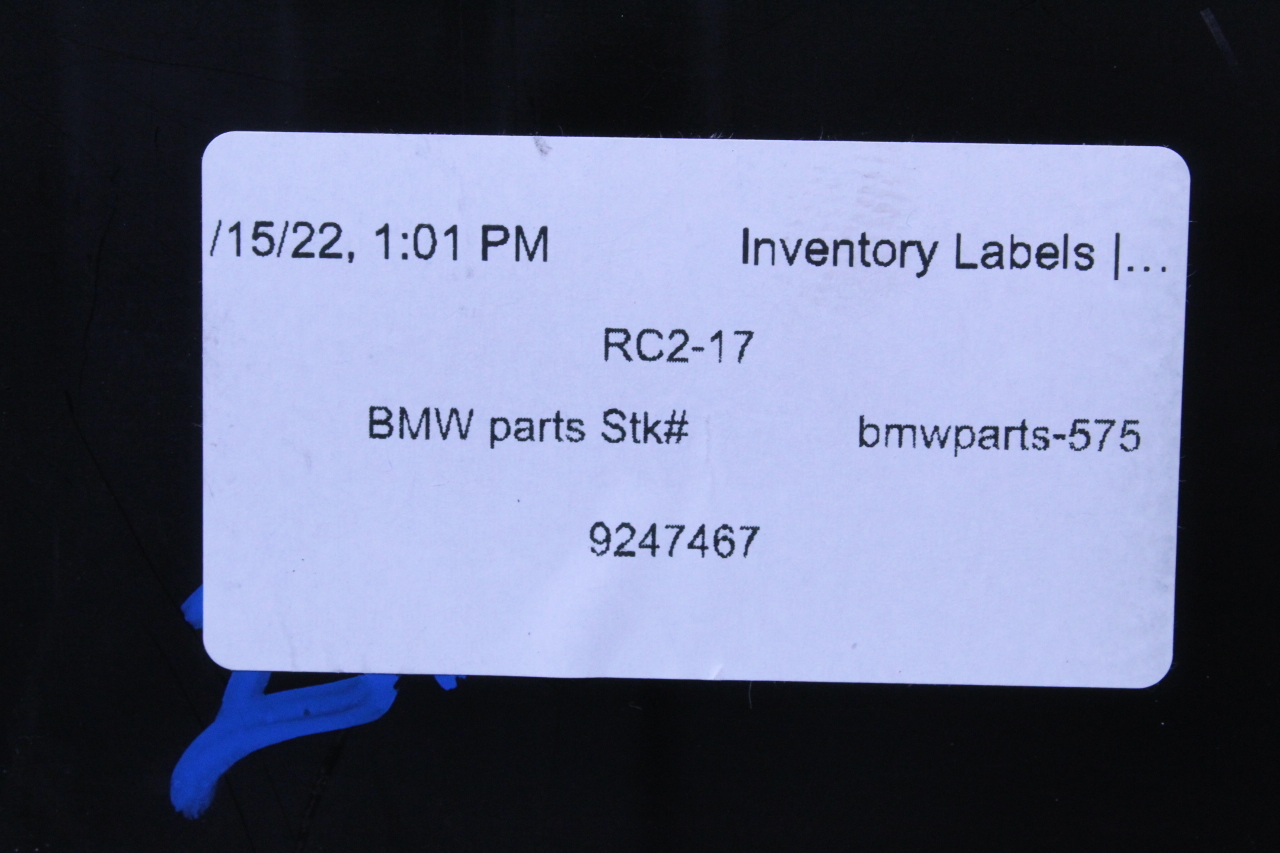 /15/22, 1:01 PM Inventory Labels |...
RC2-17
BMW parts Stk# bmwparts-575
9247467